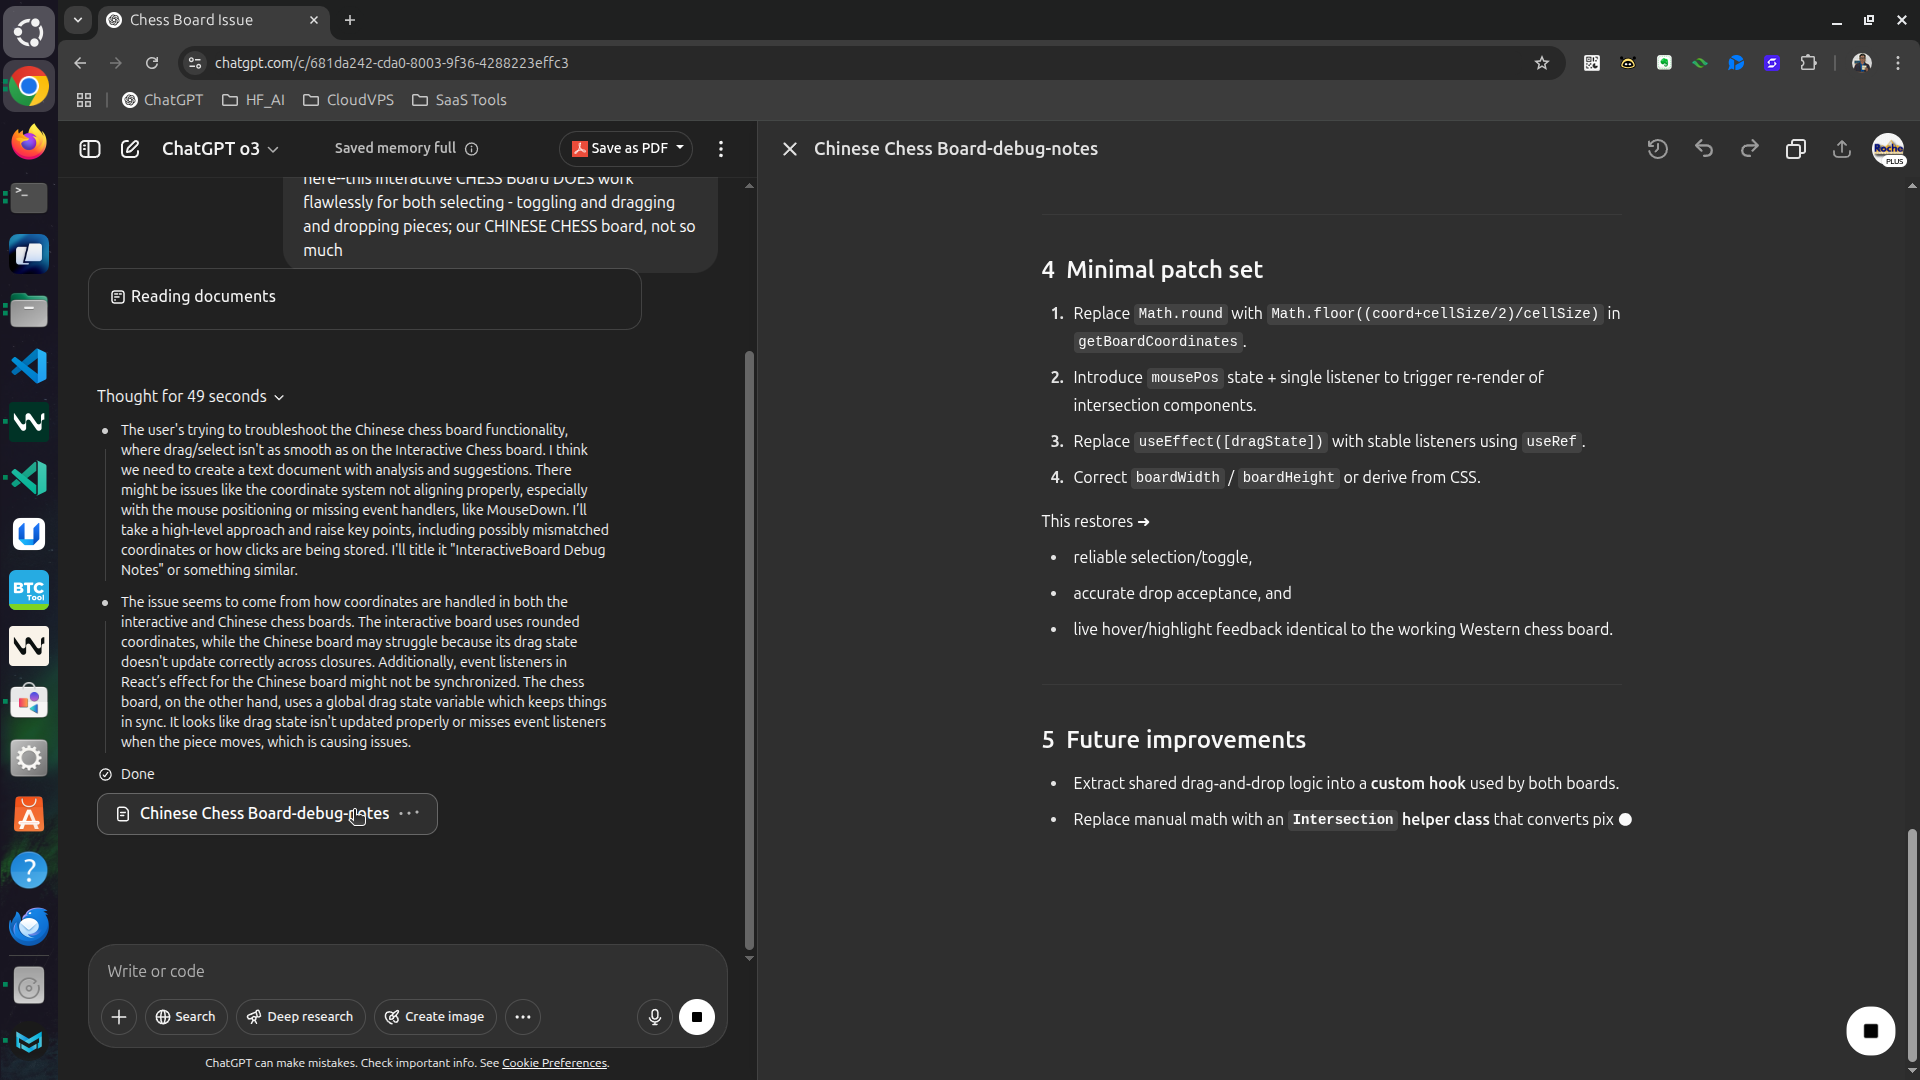 Chess Board Issue
chatgpt.com/c/681da242-cda0-8003-9f36-4288223effc3
ChatGPT
HF_AI
CloudVPS
SaaS Tools
ChatGPT o3
Saved memory full
Save as PDF
here--this interactive CHESS Board DOES work
flawlessly for both selecting - toggling and dragging
and dropping pieces; our CHINESE CHESS board, not so
much
Reading documents
Thought for 49 seconds
The user's trying to troubleshoot the Chinese chess board functionality,
where drag/select isn't as smooth as on the Interactive Chess board. I think
we need to create a text document with analysis and suggestions. There
might be issues like the coordinate system not aligning properly, especially
with the mouse positioning or missing event handlers, like MouseDown. I'll
take a high-level approach and raise key points, including possibly mismatched
coordinates or how clicks are being stored. I'll title it "InteractiveBoard Debug
Notes" or something similar.
The issue seems to come from how coordinates are handled in both the
interactive and Chinese chess boards. The interactive board uses rounded
coordinates, while the Chinese board may struggle because its drag state
doesn't update correctly across closures. Additionally, event listeners in
React's effect for the Chinese board might not be synchronized. The chess
board, on the other hand, uses a global drag state variable which keeps things
in sync. It looks like drag state isn't updated properly or misses event listeners
when the piece moves, which is causing issues.
Done
Chinese Chess Board-debug-notes
Write or code
Search
Deep research
Create image
ChatGPT can make mistakes. Check important info. See Cookie Preferences.
Chinese Chess Board-debug-notes
Roche
PLUS
4 Minimal patch set
1. Replace Math.round with Math.floor((coord+cellSize/2)/cellSize) in
getBoardCoordinates.
2. Introduce mousePos state + single listener to trigger re-render of
intersection components.
3. Replace useEffect([dragState]) with stable listeners using useRef.
4. Correct boardWidth / boardHeight or derive from CSS.
This restores ➔
• reliable selection/toggle,
• accurate drop acceptance, and
• live hover/highlight feedback identical to the working Western chess board.
5 Future improvements
• Extract shared drag-and-drop logic into a custom hook used by both boards.
• Replace manual math with an Intersection helper class that converts pix
BTC
Tool